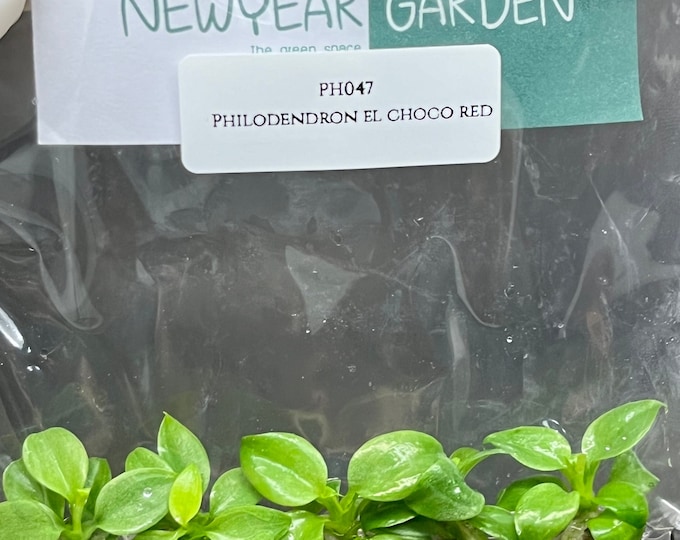 NEWYEAR GARDEN
the green space
PH047
PHILODENDRON EL CHOCO RED